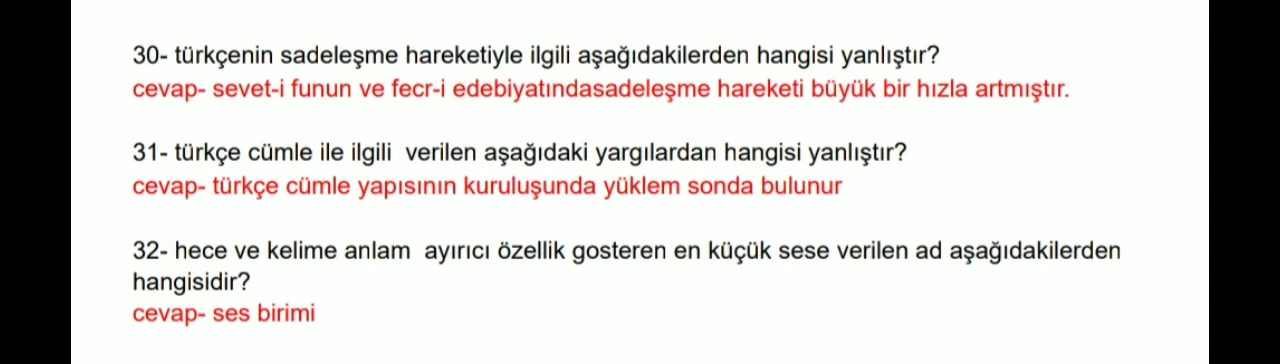 30- türkçenin sadeleşme hareketiyle ilgili aşağıdakilerden hangisi yanlıştır?
cevap- sevet-i funun ve fecr-i edebiyatındasadeleşme hareketi büyük bir hızla artmıştır.
31- türkçe cümle ile ilgili  verilen aşağıdaki yargılardan hangisi yanlıştır?
cevap- türkçe cümle yapısının kuruluşunda yüklem sonda bulunur
32- hece ve kelime anlam  ayırıcı özellik gosteren en küçük sese verilen ad aşağıdakilerden
hangisidir?
cevap- ses birimi